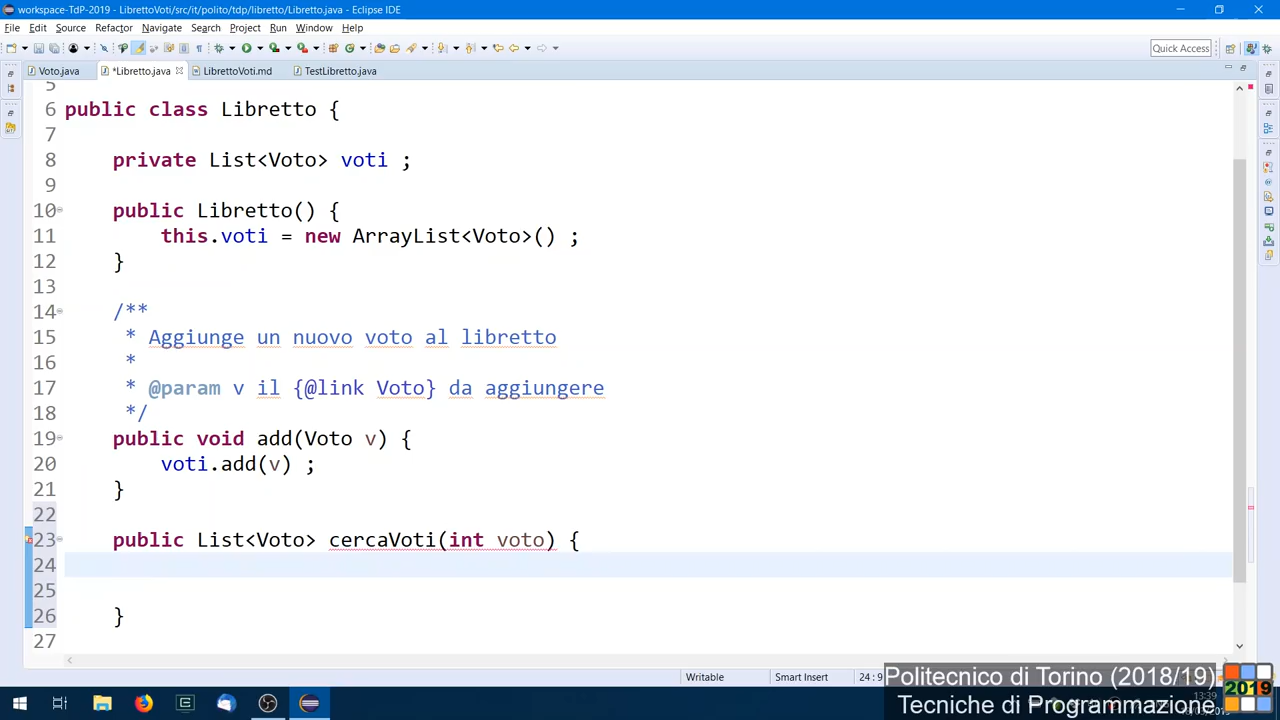 workspace-TdP-2019 - LibrettoVoti/src/it/polito/tdp/libretto/Libretto.java - Eclipse IDE
File Edit Source Refactor Navigate Search Project Run Window Help
Quick Access
Voto.java *Libretto.java LibrettoVoti.md TestLibretto.java
5
6 public class Libretto {
7
8 private List<Voto> voti ;
9
10 public Libretto() {
11 this.voti = new ArrayList<Voto>() ;
12 }
13
14 /**
15 * Aggiunge un nuovo voto al libretto
16 *
17 * @param v il {@link Voto} da aggiungere
18 */
19 public void add(Voto v) {
20 voti.add(v) ;
21 }
22
23 public List<Voto> cercaVoti(int voto) {
24
25
26 }
27
Writable Smart Insert 24 : 9
Politecnico di Torino (2018/19)
Tecniche di Programmazione
2019
13:39